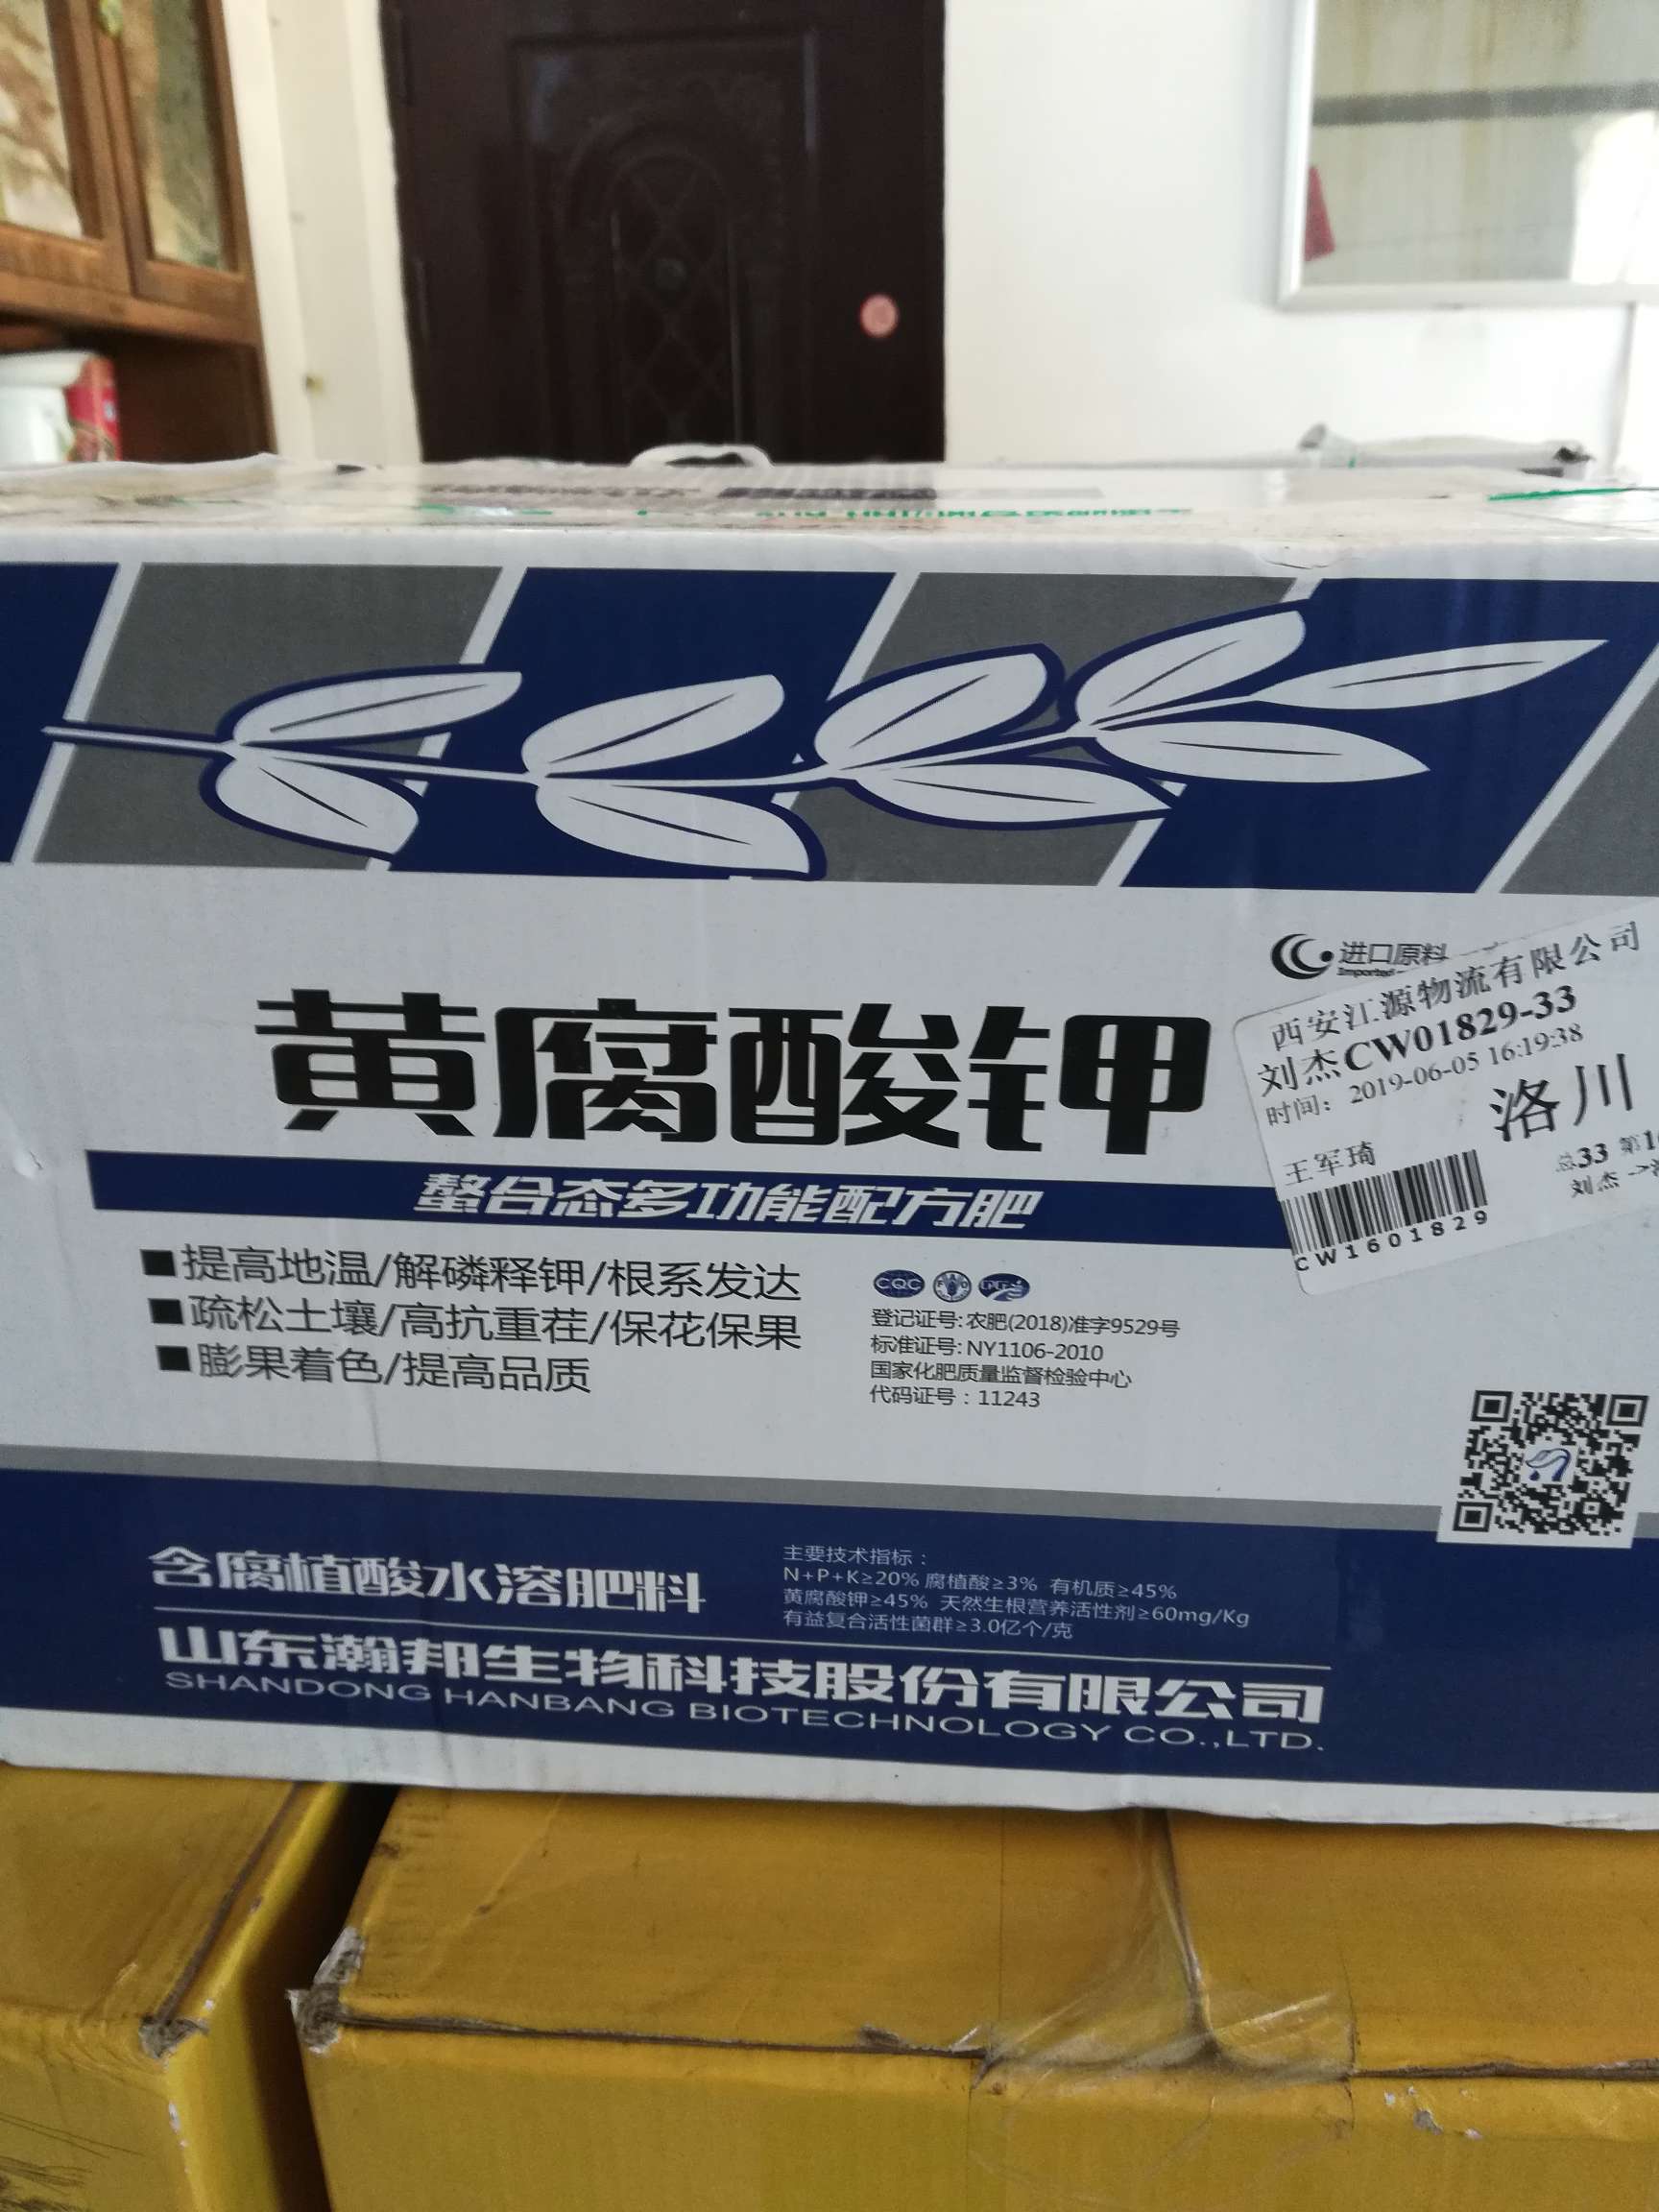 进口原料
Imported
西安江源物流有限公司
刘杰CW01829-33
时间: 2019-06-05 16:19:38
洛川
王军琦
总33 第1
刘杰->
CW1601829
黄腐酸钾
螯合态多功能配方肥
■提高地温/解磷释钾/根系发达
■疏松土壤/高抗重茬/保花保果
■膨果着色/提高品质
CQC
登记证号:农肥(2018)准字9529号
标准证号:NY1106-2010
国家化肥质量监督检验中心
代码证号:11243
含腐植酸水溶肥料
主要技术指标:
N+P+K≥20% 腐植酸≥3% 有机质≥45%
黄腐酸钾≥45% 天然生根营养活性剂≥60mg/Kg
有益复合活性菌群≥3.0亿个/克
山东瀚邦生物科技股份有限公司
SHANDONG HANBANG BIOTECHNOLOGY CO.,LTD.